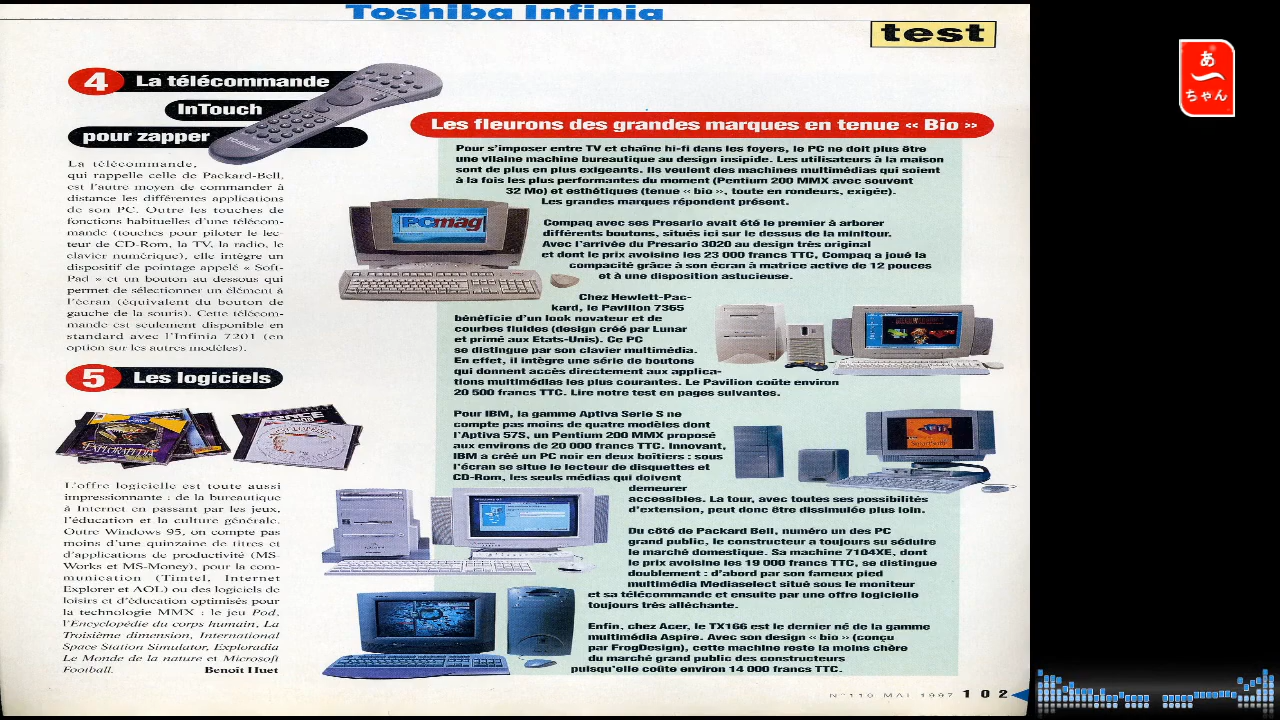 Toshiba Infinia
test
あ
ー
ちゃん
4 La télécommande
InTouch
pour zapper
La télécommande,
qui rappelle celle de Packard-Bell,
est l'autre moyen de commander à
distance les différentes applications
de son PC. Outre les touches de
fonctions habituelles d'une télécom-
mande (touches pour piloter le lec-
teur de CD-Rom, la TV, la radio, le
clavier numérique), elle intègre un
dispositif de pointage appelé « Soft-
Pad » et un bouton au dessous qui
permet de sélectionner un élément à
l'écran (équivalent du bouton de
gauche de la souris). Cette télécom-
mande est seulement disponible en
standard avec l'Infinia 7201 (en
option sur les autres modèles).
5 Les logiciels
L'offre logicielle est toute aussi
impressionnante : de la bureautique
à Internet en passant par les jeux,
l'éducation et la culture générale.
Outre Windows 95, on compte pas
moins d'une quinzaine de titres et
d'applications de productivité (MS-
Works et MS-Money), pour la com-
munication (Timtel, Internet
Explorer et AOL) ou des logiciels de
loisirs et d'éducation optimisés pour
la technologie MMX : le jeu Pod,
l'Encyclopédie du corps humain, La
Troisième dimension, International
Space Station Simulator, Exploradia
Le Monde de la nature et Microsoft
Football. Benoît Huet
Les fleurons des grandes marques en tenue « Bio »
Pour s'imposer entre TV et chaîne hi-fi dans les foyers, le PC ne doit plus être
une vilaine machine bureautique au design insipide. Les utilisateurs à la maison
sont de plus en plus exigeants. Ils veulent des machines multimédias qui soient
à la fois les plus performantes du moment (Pentium 200 MMX avec souvent
32 Mo) et esthétiques (tenue « bio », toute en rondeurs, exigée).
Les grandes marques répondent présent.
PCmag
Compaq avec ses Presario avait été le premier à arborer
différents boutons, situés ici sur le dessus de la minitour.
Avec l'arrivée du Presario 3020 au design très original
et dont le prix avoisine les 23 000 francs TTC, Compaq a joué la
compacité grâce à son écran à matrice active de 12 pouces
et à une disposition astucieuse.
Chez Hewlett-Pac-
kard, le Pavilion 7365
bénéficie d'un look novateur et de
courbes fluides (design créé par Lunar
et primé aux Etats-Unis). Ce PC
se distingue par son clavier multimédia.
En effet, il intègre une série de boutons
qui donnent accès directement aux applica-
tions multimédias les plus courantes. Le Pavilion coûte environ
20 500 francs TTC. Lire notre test en pages suivantes.
Pour IBM, la gamme Aptiva Serie S ne
compte pas moins de quatre modèles dont
l'Aptiva 57S, un Pentium 200 MMX proposé
aux environs de 20 000 francs TTC. Innovant,
IBM a créé un PC noir en deux boîtiers : sous
l'écran se situe le lecteur de disquettes et
CD-Rom, les seuls médias qui doivent
demeurer
accessibles. La tour, avec toutes ses possibilités
d'extension, peut donc être dissimulée plus loin.
Du côté de Packard Bell, numéro un des PC
grand public, le constructeur a toujours su séduire
le marché domestique. Sa machine 7104XE, dont
le prix avoisine les 19 000 francs TTC, se distingue
doublement : d'abord par son fameux pied
multimédia Mediaselect situé sous le moniteur
et sa télécommande et ensuite par une offre logicielle
toujours très alléchante.
Enfin, chez Acer, le TX166 est le dernier né de la gamme
multimédia Aspire. Avec son design « bio » (conçu
par FrogDesign), cette machine reste la moins chère
du marché grand public des constructeurs
puisqu'elle coûte environ 14 000 francs TTC.
N°110 MAI 1997 102